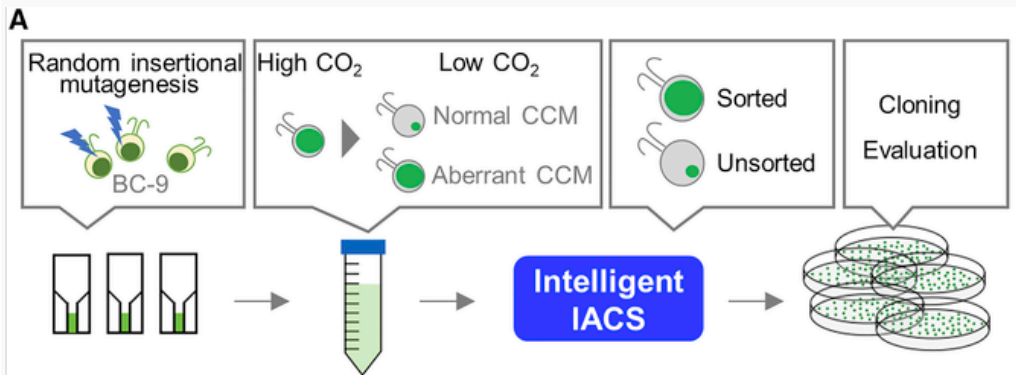 A
Random insertional
mutagenesis
BC-9
High CO₂
Low CO₂
Normal CCM
Aberrant CCM
Sorted
Unsorted
Cloning
Evaluation
Intelligent
IACS